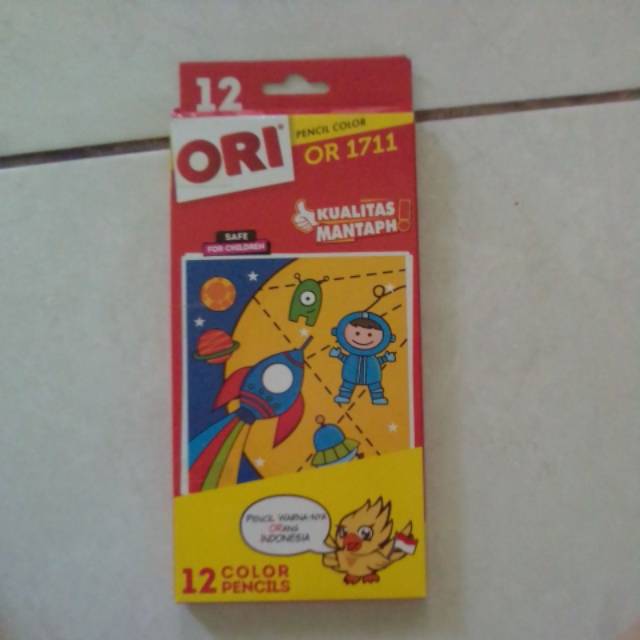 12
ORI®
PENCIL COLOR
OR 1711
KUALITAS
MANTAPH!
SAFE
FOR CHILDREN
PENCIL WARNA-NYA
ORang
INDONESIA
12 COLOR
PENCILS